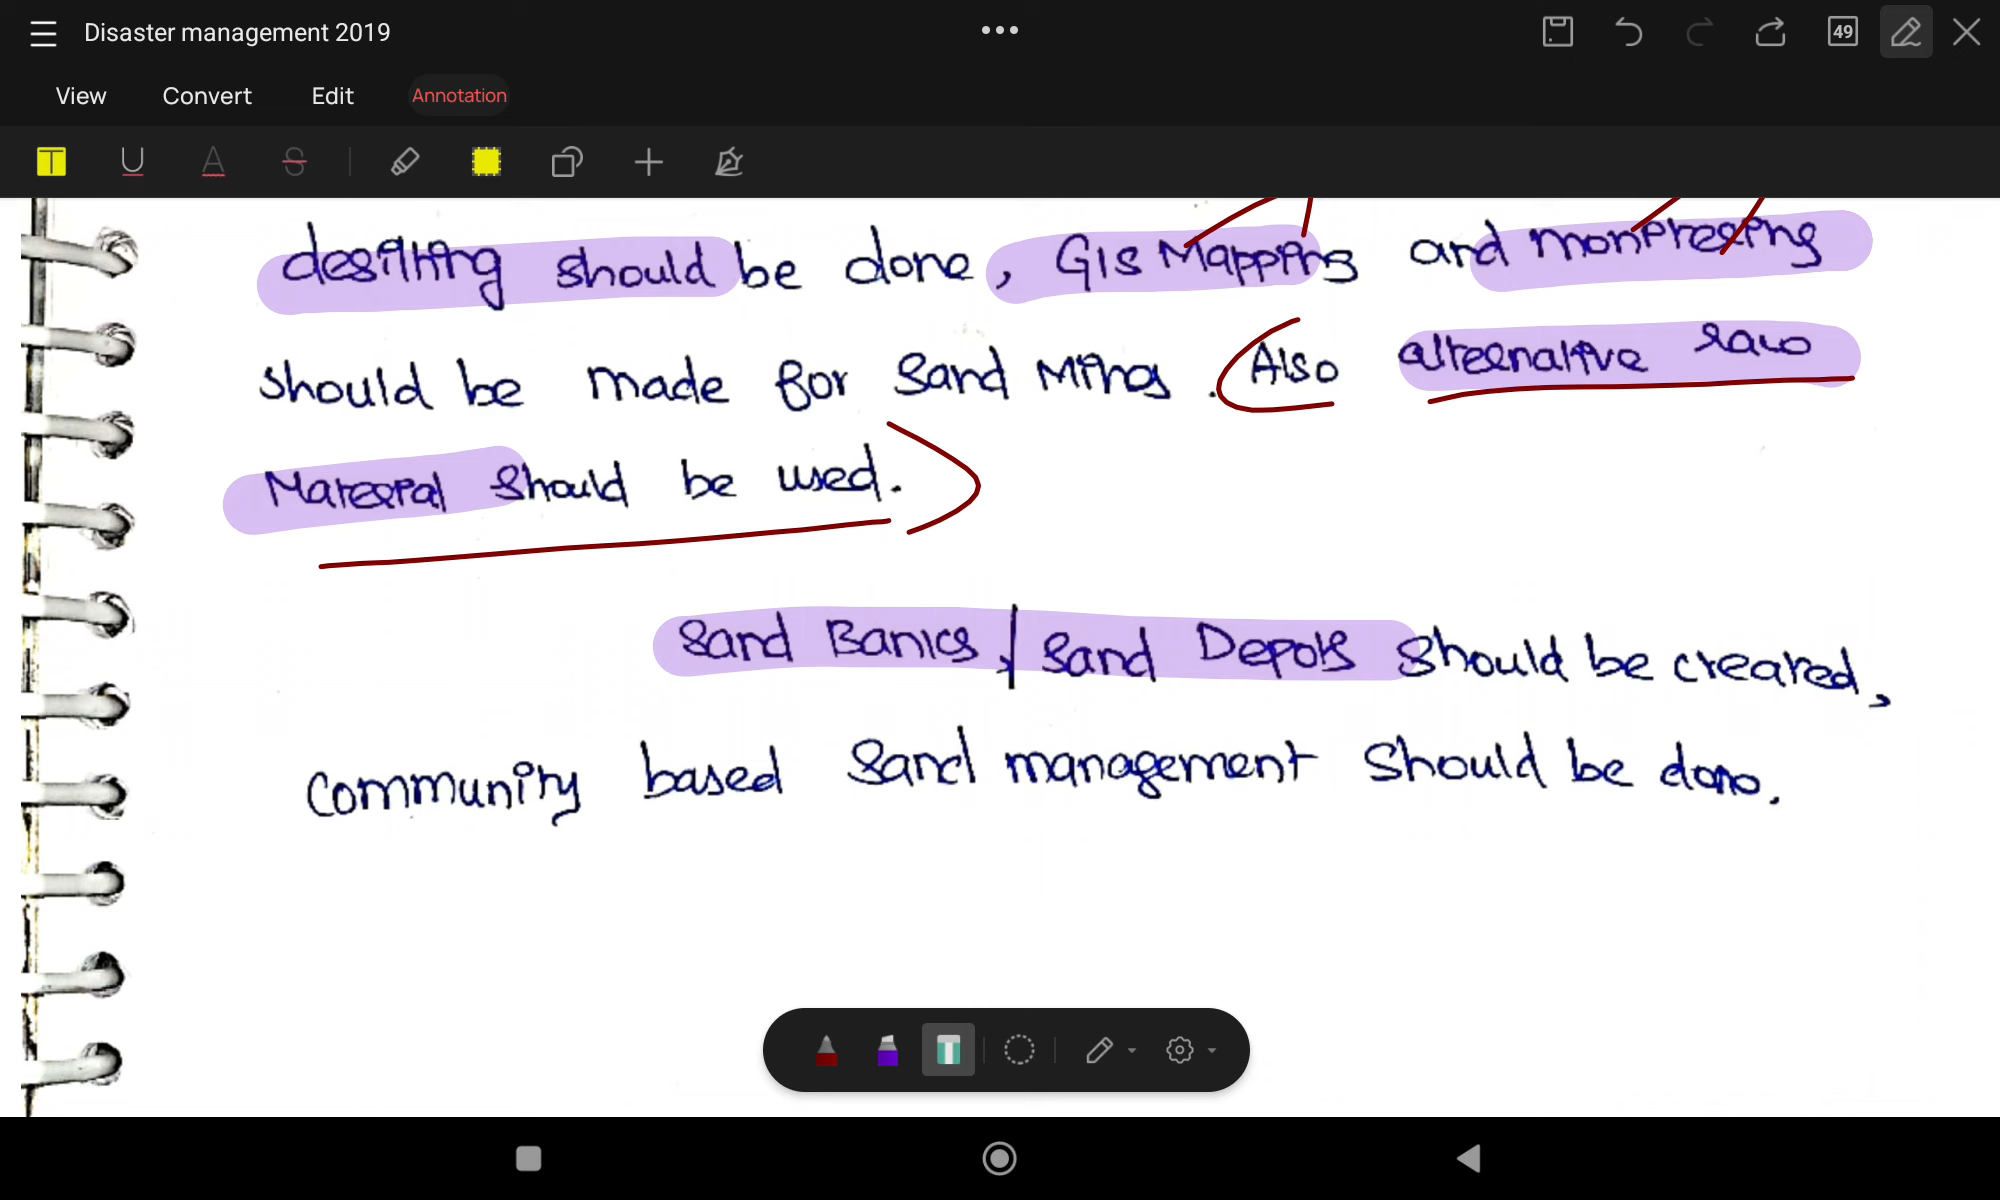 Disaster management 2019
49
View Convert Edit Annotation
desilting should be done, GIS Mapping and monitoring
should be made for Sand Mining. Also alternative raw
Material should be used.
Sand Banks, Sand Depots should be created,
community based Sand management should be done.